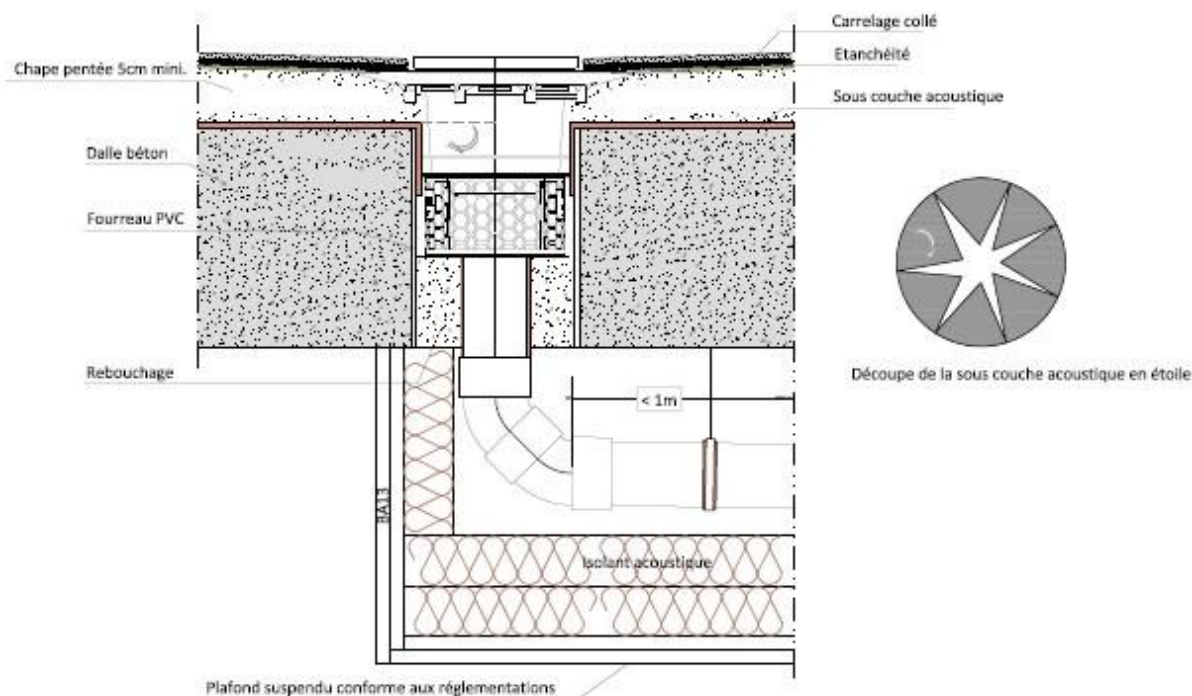 Carrelage collé
Etanchéité
Chape pentée 5cm mini.
Sous couche acoustique
Dalle béton
Fourreau PVC
Rebouchage
Découpe de la sous couche acoustique en étoile
< 1m
BA13
Isolant acoustique
Plafond suspendu conforme aux réglementations